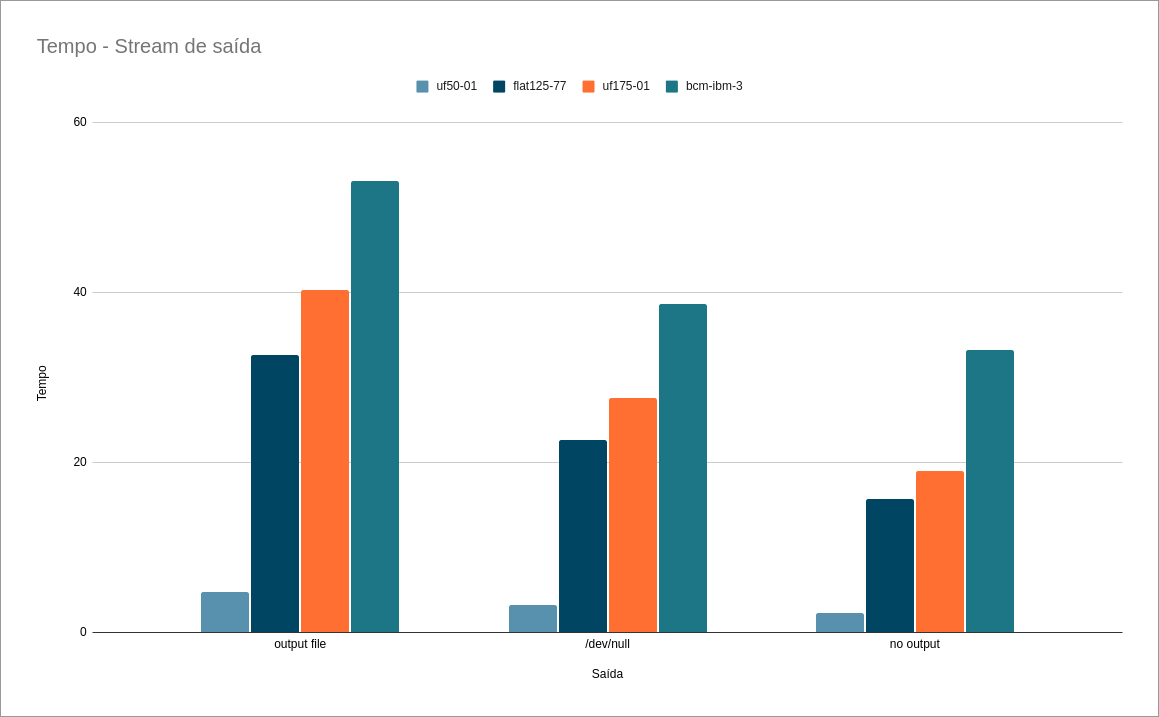 Tempo - Stream de saída
uf50-01 flat125-77 uf175-01 bcm-ibm-3
60
40
20
0
Tempo
output file /dev/null no output
Saída